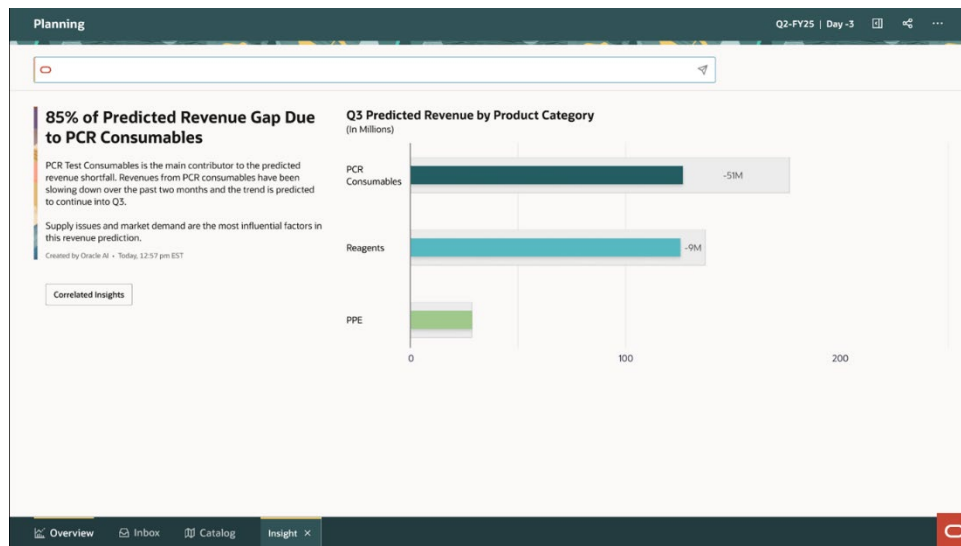 Planning
Q2-FY25 | Day -3
85% of Predicted Revenue Gap Due
to PCR Consumables
PCR Test Consumables is the main contributor to the predicted
revenue shortfall. Revenues from PCR consumables have been
slowing down over the past two months and the trend is predicted
to continue into Q3.
Supply issues and market demand are the most influential factors in
this revenue prediction.
Created by Oracle AI • Today, 12:57 pm EST
Correlated Insights
Q3 Predicted Revenue by Product Category
(In Millions)
PCR
Consumables
-51M
Reagents
-9M
PPE
0 100 200
Overview Inbox Catalog Insight ×